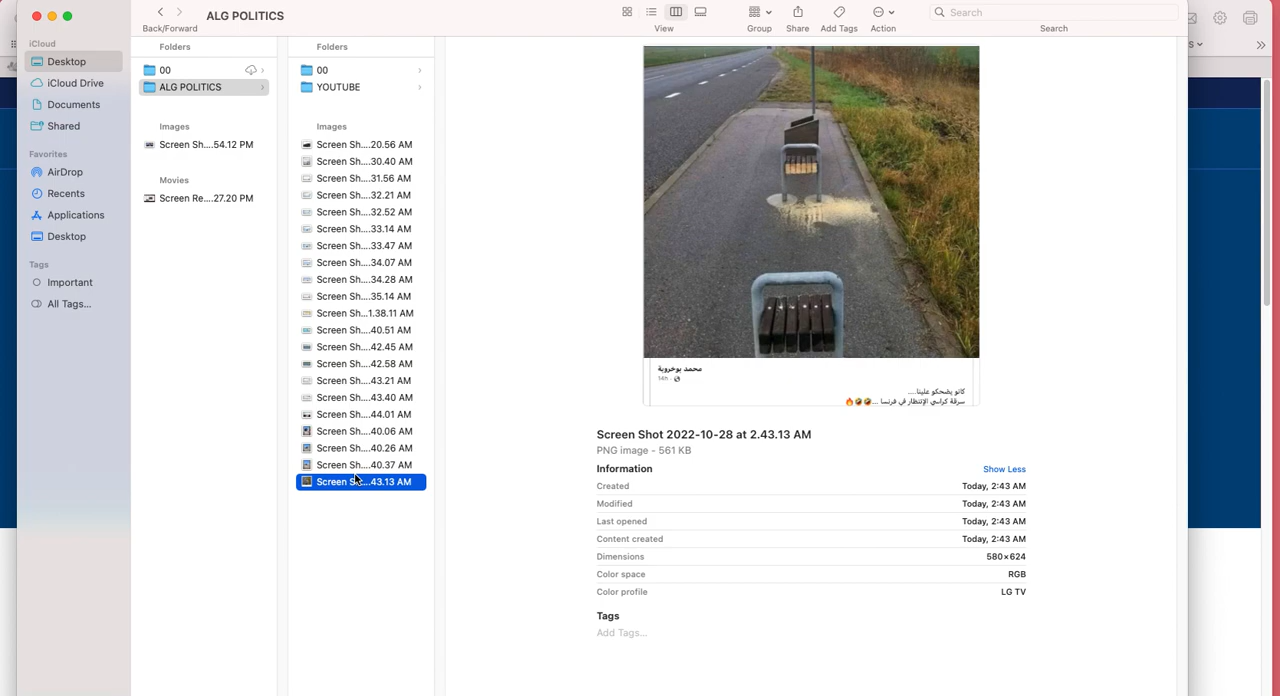 ALG POLITICS
Back/Forward
View
Group
Share
Add Tags
Action
Search
Search
iCloud
Desktop
iCloud Drive
Documents
Shared
Favorites
AirDrop
Recents
Applications
Desktop
Tags
Important
All Tags...
Folders
00
ALG POLITICS
Images
Screen Sh....54.12 PM
Movies
Screen Re....27.20 PM
Folders
00
YOUTUBE
Images
Screen Sh....20.56 AM
Screen Sh....30.40 AM
Screen Sh....31.56 AM
Screen Sh....32.21 AM
Screen Sh....32.52 AM
Screen Sh....33.14 AM
Screen Sh....33.47 AM
Screen Sh....34.07 AM
Screen Sh....34.28 AM
Screen Sh....35.14 AM
Screen Sh...1.38.11 AM
Screen Sh....40.51 AM
Screen Sh....42.45 AM
Screen Sh....42.58 AM
Screen Sh....43.21 AM
Screen Sh....43.40 AM
Screen Sh....44.01 AM
Screen Sh....40.06 AM
Screen Sh....40.26 AM
Screen Sh....40.37 AM
Screen S....43.13 AM
محمد بوخروبة
14h
كانو يضحكو علينا....
سرقة كراسي الإنتظار في فرنسا ...🤣🤣🔥
Screen Shot 2022-10-28 at 2.43.13 AM
PNG image - 561 KB
Information Show Less
Created Today, 2:43 AM
Modified Today, 2:43 AM
Last opened Today, 2:43 AM
Content created Today, 2:43 AM
Dimensions 580×624
Color space RGB
Color profile LG TV
Tags
Add Tags...